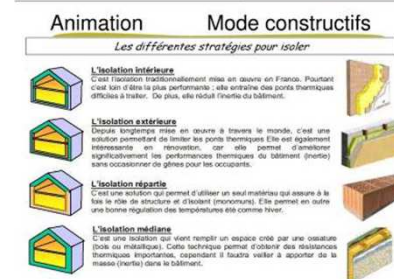 Animation Mode constructifs
Les différentes stratégies pour isoler
L'isolation intérieure
C'est l'isolation traditionnellement mise en œuvre en France. Pourtant
c'est loin d'être la plus performante ; elle entraîne des ponts thermiques
difficiles à traiter. De plus, elle réduit l'inertie du bâtiment.
L'isolation extérieure
Depuis longtemps mise en œuvre à travers le monde, c'est une
solution permettant de limiter les ponts thermiques Elle est également
intéressante en rénovation, car elle permet d'améliorer
significativement les performances thermiques du bâtiment (inertie)
sans occasionner de gênes pour les occupants.
L'isolation répartie
C'est une solution qui permet d'utiliser un seul matériau qui assure à la
fois le rôle de structure et d'isolant (monomurs). Elle permet en outre
une bonne régulation des températures été comme hiver.
L'isolation médiane
C'est une isolation qui vient remplir un espace créé par une ossature
(bois ou métallique). Cette technique permet d'obtenir des résistances
thermiques importantes, cependant il faudra veiller à apporter de la
masse (inertie) dans le bâtiment.